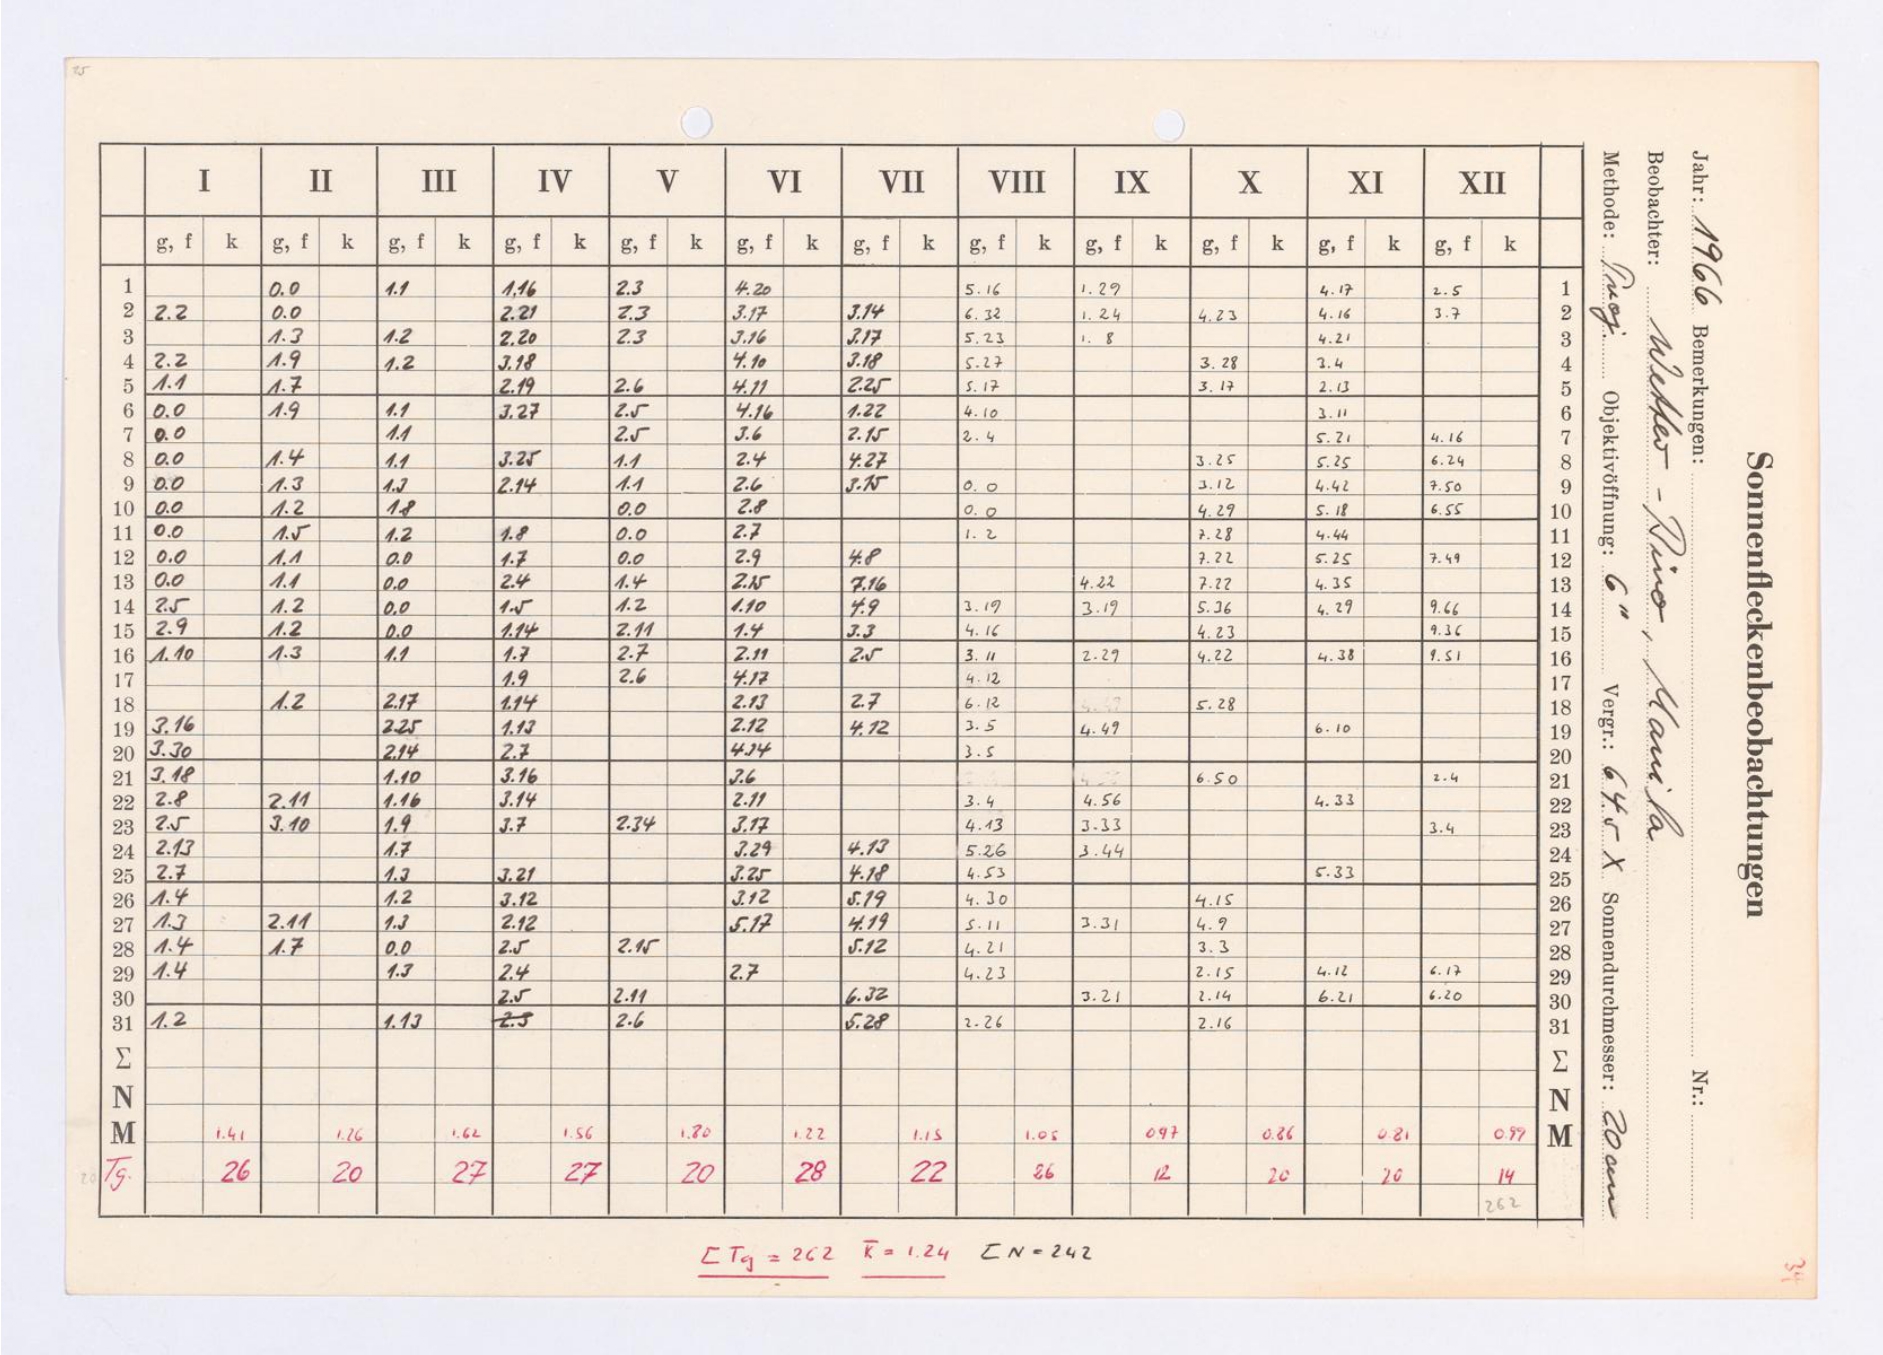 Sonnenfleckenbeobachtungen
Jahr: 1966 Bemerkungen: Nr.:
Beobachter: Manila
Methode: Proj. Objektivöffnung: 6" Vergr.: 645 X Sonnendurchmesser: 20 cm
I II III IV V VI VII VIII IX X XI XII
g, f k g, f k g, f k g, f k g, f k g, f k g, f k g, f k g, f k g, f k g, f k g, f k
1 0.0 1.1 1.16 2.3 4.20 5.16 1.29 4.17 2.5 1
2 2.2 0.0 2.21 2.3 3.17 3.14 6.32 1.24 4.23 4.16 3.7 2
3 1.3 1.2 2.20 2.3 3.16 3.17 5.23 1.8 4.21 3
4 2.2 1.9 1.2 3.18 4.10 3.18 5.27 3.28 3.4 4
5 1.1 1.7 2.19 2.6 4.11 2.25 5.17 3.17 2.13 5
6 0.0 1.9 1.1 3.27 2.5 4.16 1.22 4.10 3.11 6
7 0.0 1.1 2.5 3.6 2.15 2.4 5.21 4.16 7
8 0.0 1.4 1.1 3.25 1.1 2.4 4.27 3.25 5.25 6.24 8
9 0.0 1.3 1.3 2.14 1.1 2.6 3.15 0.0 3.12 4.42 7.50 9
10 0.0 1.2 1.8 0.0 2.8 0.0 4.29 5.18 6.55 10
11 0.0 1.5 1.2 1.8 0.0 2.7 1.2 7.28 4.44 11
12 0.0 1.1 0.0 1.7 0.0 2.9 4.8 7.22 5.25 7.49 12
13 0.0 1.1 0.0 2.4 1.4 2.15 7.16 4.22 7.22 4.35 13
14 2.5 1.2 0.0 1.5 1.2 1.10 4.9 3.19 3.19 5.36 4.29 9.66 14
15 2.9 1.2 0.0 1.14 2.11 1.4 3.3 4.16 4.23 9.36 15
16 1.10 1.3 1.1 1.7 2.7 2.11 2.5 3.11 2.29 4.22 4.38 9.51 16
17 1.9 2.6 4.17 4.12 17
18 1.2 2.17 1.14 2.13 2.7 6.12 5.28 18
19 3.16 2.25 1.13 2.12 4.12 3.5 4.49 6.10 19
20 3.30 2.14 2.7 4.14 3.5 20
21 3.18 1.10 3.16 3.6 6.50 2.4 21
22 2.8 2.11 1.16 3.14 2.11 3.4 4.56 4.33 22
23 2.5 3.10 1.9 3.7 2.34 3.17 4.13 3.33 3.4 23
24 2.13 1.7 3.29 4.13 5.26 3.44 24
25 2.7 1.3 3.21 3.25 4.18 4.53 5.33 25
26 1.4 1.2 3.12 3.12 5.19 4.30 4.15 26
27 1.3 2.11 1.3 2.12 5.17 4.19 5.11 3.31 4.9 27
28 1.4 1.7 0.0 2.5 2.15 5.12 4.21 3.3 28
29 1.4 1.3 2.4 2.7 4.23 2.15 4.12 6.17 29
30 2.5 2.11 6.32 3.21 2.14 6.21 6.20 30
31 1.2 1.13 2.5 2.6 5.28 2.26 2.16 31
Σ Σ
N N
M 1.41 1.26 1.62 1.56 1.80 1.22 1.15 1.05 0.97 0.86 0.81 0.99 M
Tg. 26 20 27 27 20 28 22 26 12 20 20 14
262
Σ Tg = 262 k̅ = 1.24 Σ N = 242
34